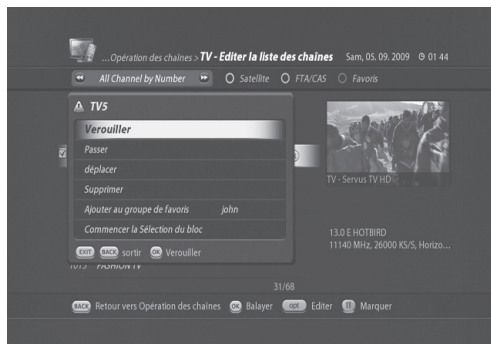 ...Opération des chaînes > TV - Editer la liste des chaînes Sam, 05. 09. 2009 01 44
All Channel by Number Satellite FTA/CAS Favoris
TV5
Verouiller
Passer
déplacer
Supprimer
Ajouter au groupe de favoris john
Commencer la Sélection du bloc
EXIT BACK sortir OK Verouiller
TV - Servus TV HD
13.0 E HOTBIRD
11140 MHz, 26000 KS/S, Horizo...
1015 FASHION TV
31/68
BACK Retour vers Opération des chaînes OK Balayer opt Editer Marquer